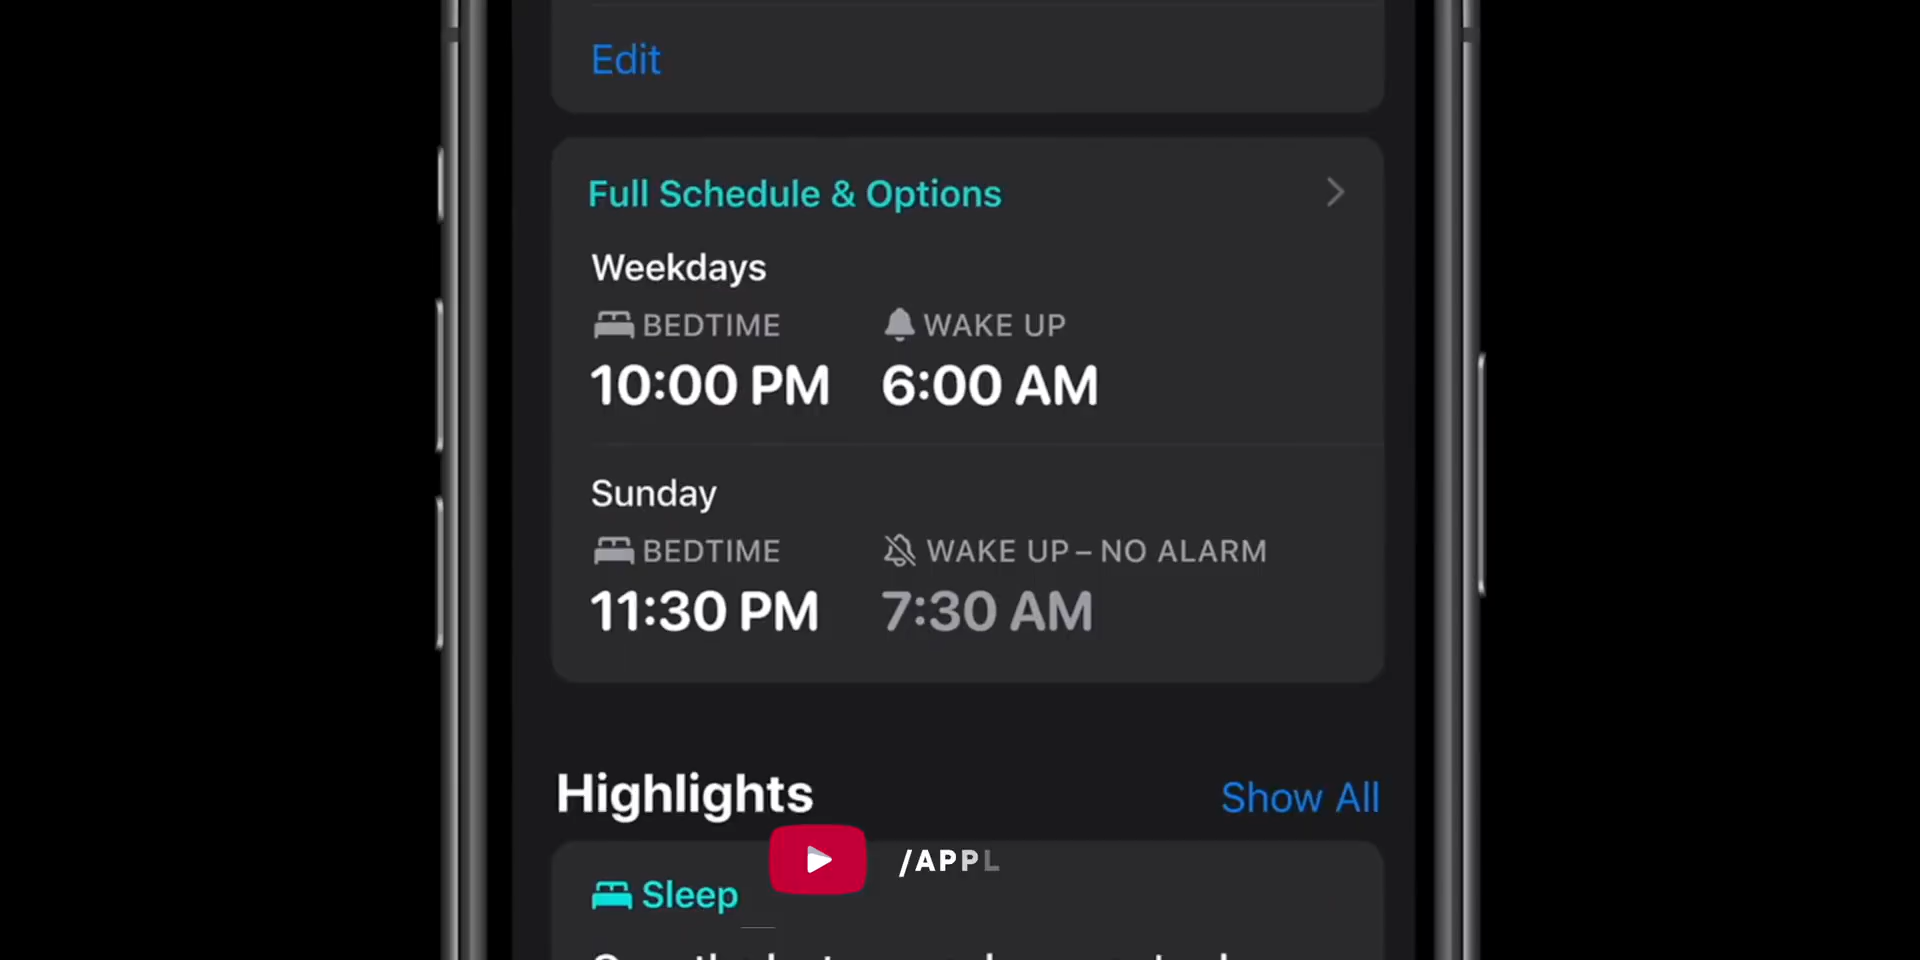 Edit
Full Schedule & Options
Weekdays
BEDTIME WAKE UP
10:00 PM 6:00 AM
Sunday
BEDTIME WAKE UP – NO ALARM
11:30 PM 7:30 AM
Highlights Show All
/APPL
Sleep